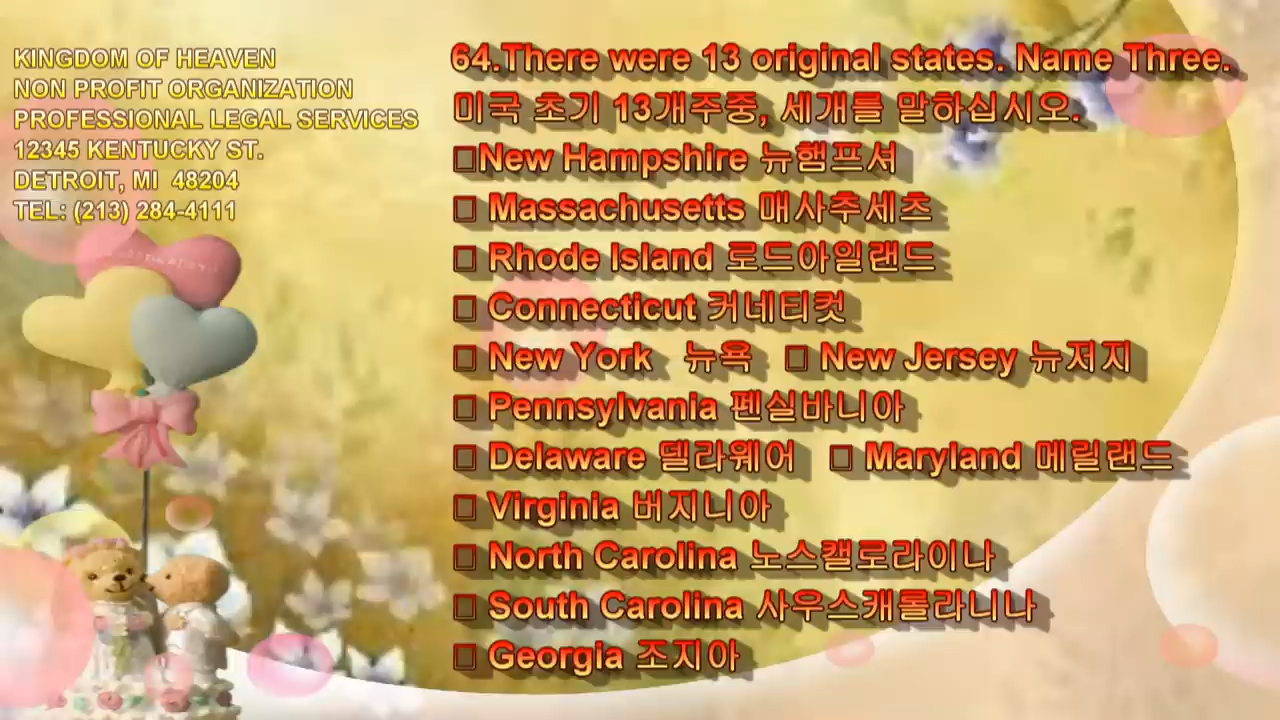 KINGDOM OF HEAVEN
NON PROFIT ORGANIZATION
PROFESSIONAL LEGAL SERVICES
12345 KENTUCKY ST.
DETROIT, MI 48204
TEL: (213) 284-4111
64.There were 13 original states. Name Three.
미국 초기 13개주중, 세개를 말하십시오.
□New Hampshire 뉴햄프셔
□ Massachusetts 매사추세츠
□ Rhode Island 로드아일랜드
□ Connecticut 커네티컷
□ New York 뉴욕 □ New Jersey 뉴저지
□ Pennsylvania 펜실바니아
□ Delaware 델라웨어 □ Maryland 메릴랜드
□ Virginia 버지니아
□ North Carolina 노스캘로라이나
□ South Carolina 사우스캐롤라니나
□ Georgia 조지아